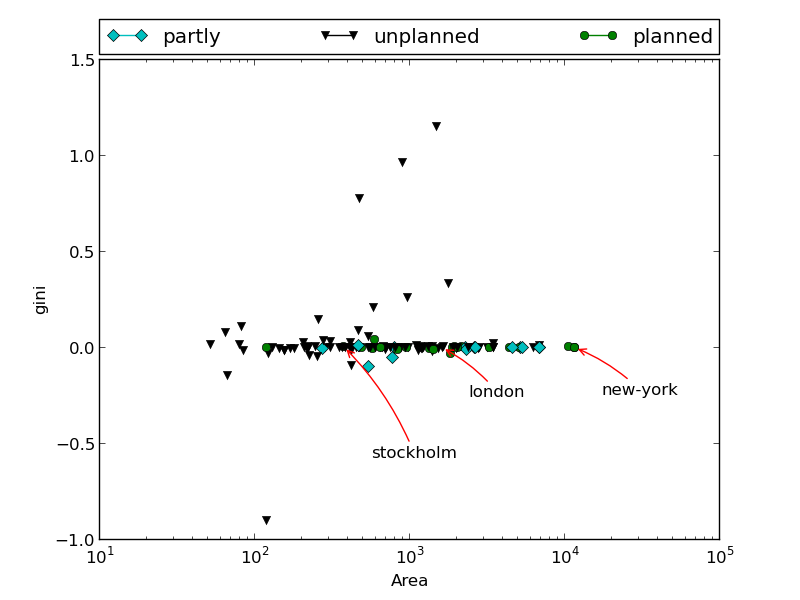 partly unplanned planned
1.5
1.0
0.5
0.0
−0.5
−1.0
gini
london
new-york
stockholm
10¹ 10² 10³ 10⁴ 10⁵
Area